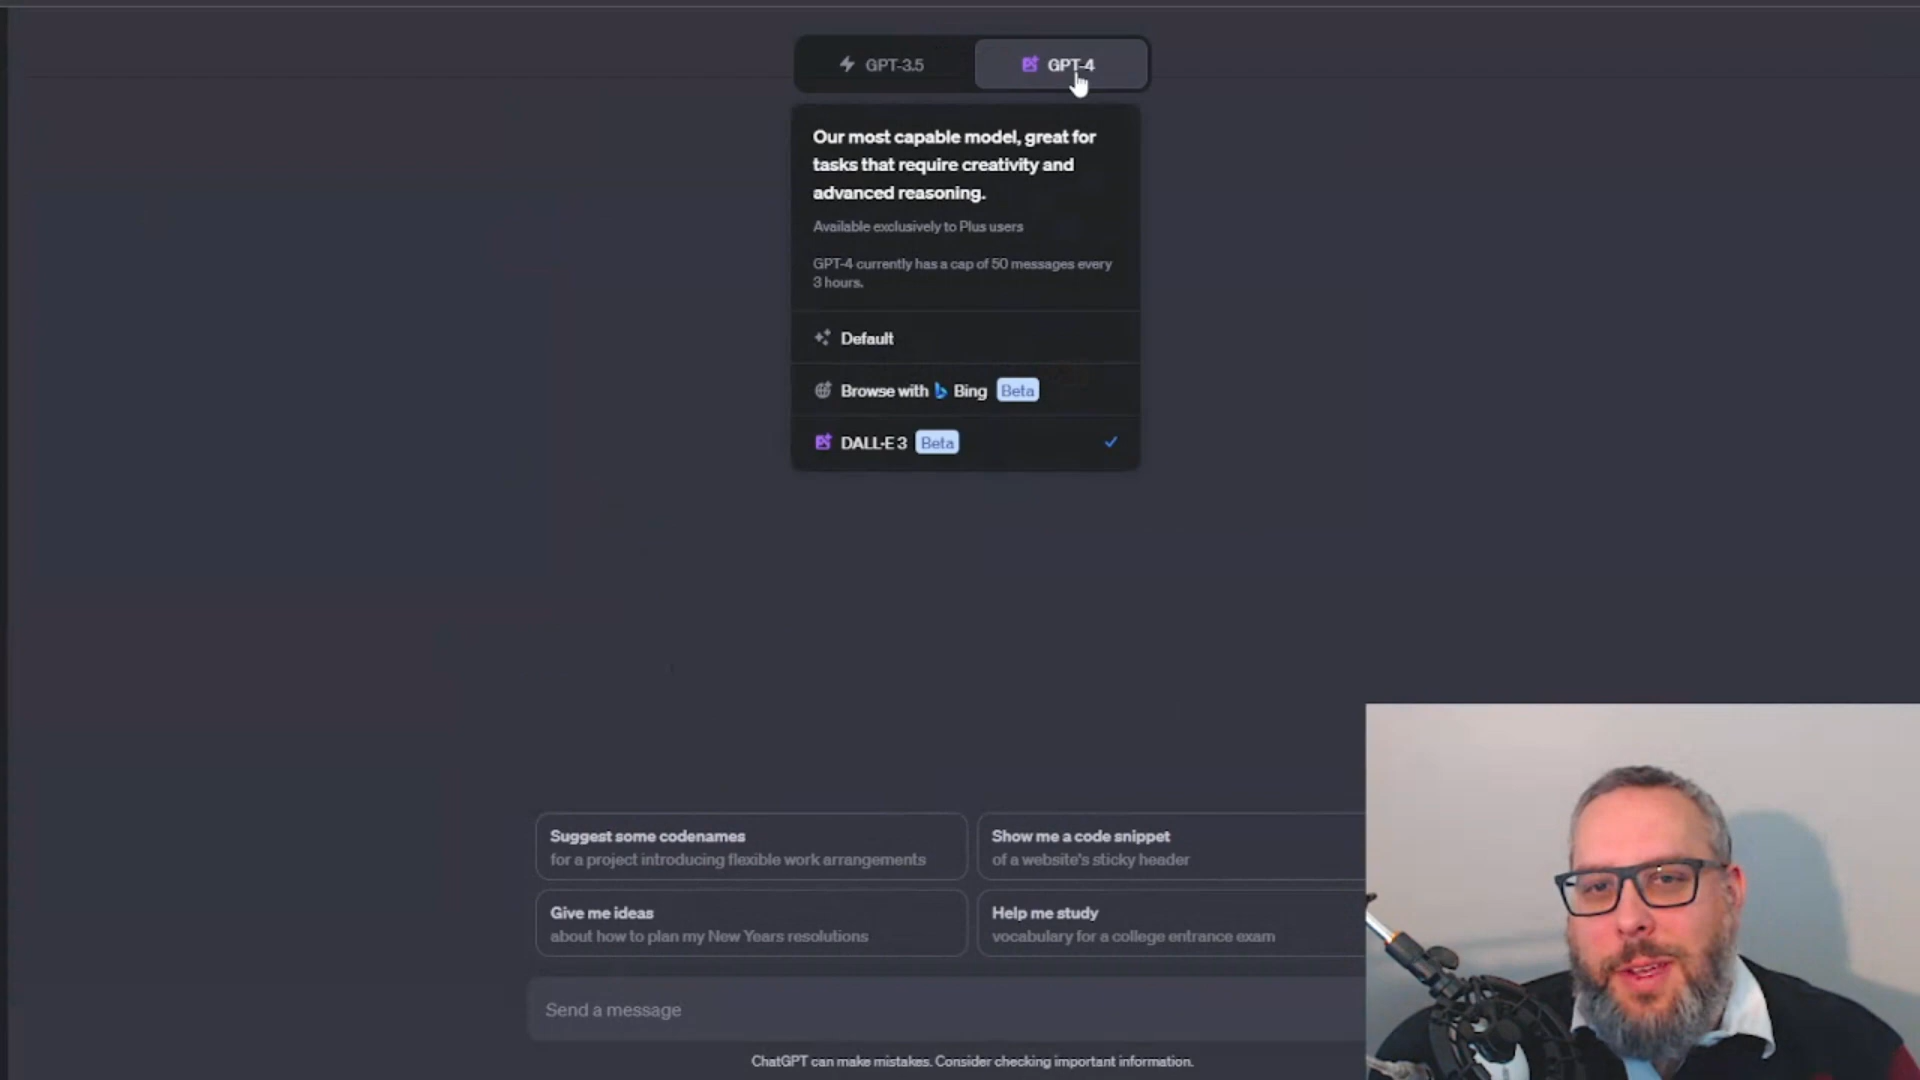 GPT-3.5
GPT-4
Our most capable model, great for
tasks that require creativity and
advanced reasoning.
Available exclusively to Plus users
GPT-4 currently has a cap of 50 messages every
3 hours.
Default
Browse with Bing Beta
DALL·E 3 Beta
Suggest some codenames
for a project introducing flexible work arrangements
Show me a code snippet
of a website's sticky header
Give me ideas
about how to plan my New Years resolutions
Help me study
vocabulary for a college entrance exam
Send a message
ChatGPT can make mistakes. Consider checking important information.